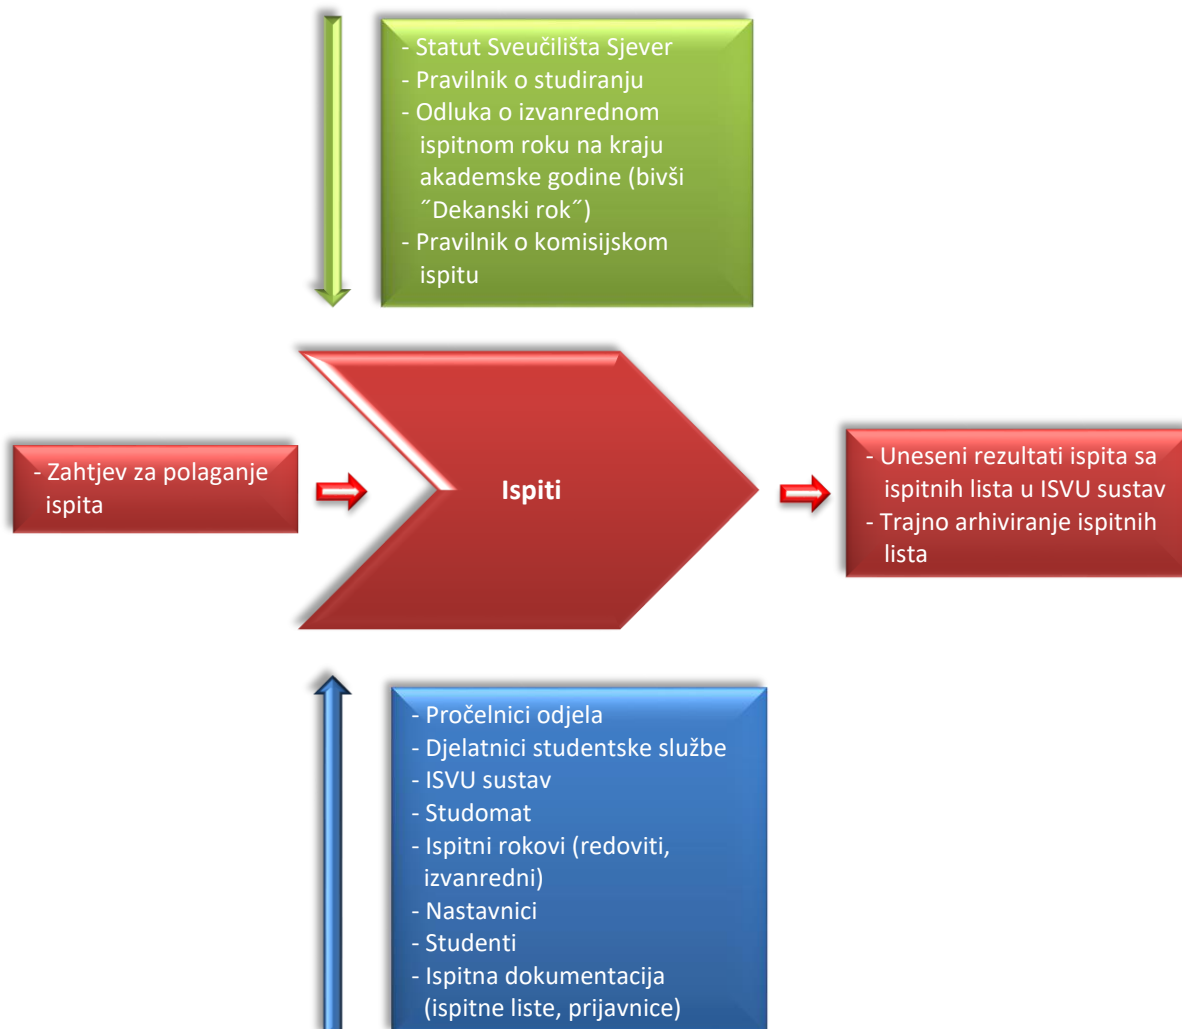 - Statut Sveučilišta Sjever
- Pravilnik o studiranju
- Odluka o izvanrednom
ispitnom roku na kraju
akademske godine (bivši
˝Dekanski rok˝)
- Pravilnik o komisijskom
ispitu
- Zahtjev za polaganje
ispita
Ispiti
- Uneseni rezultati ispita sa
ispitnih lista u ISVU sustav
- Trajno arhiviranje ispitnih
lista
- Pročelnici odjela
- Djelatnici studentske službe
- ISVU sustav
- Studomat
- Ispitni rokovi (redoviti,
izvanredni)
- Nastavnici
- Studenti
- Ispitna dokumentacija
(ispitne liste, prijavnice)